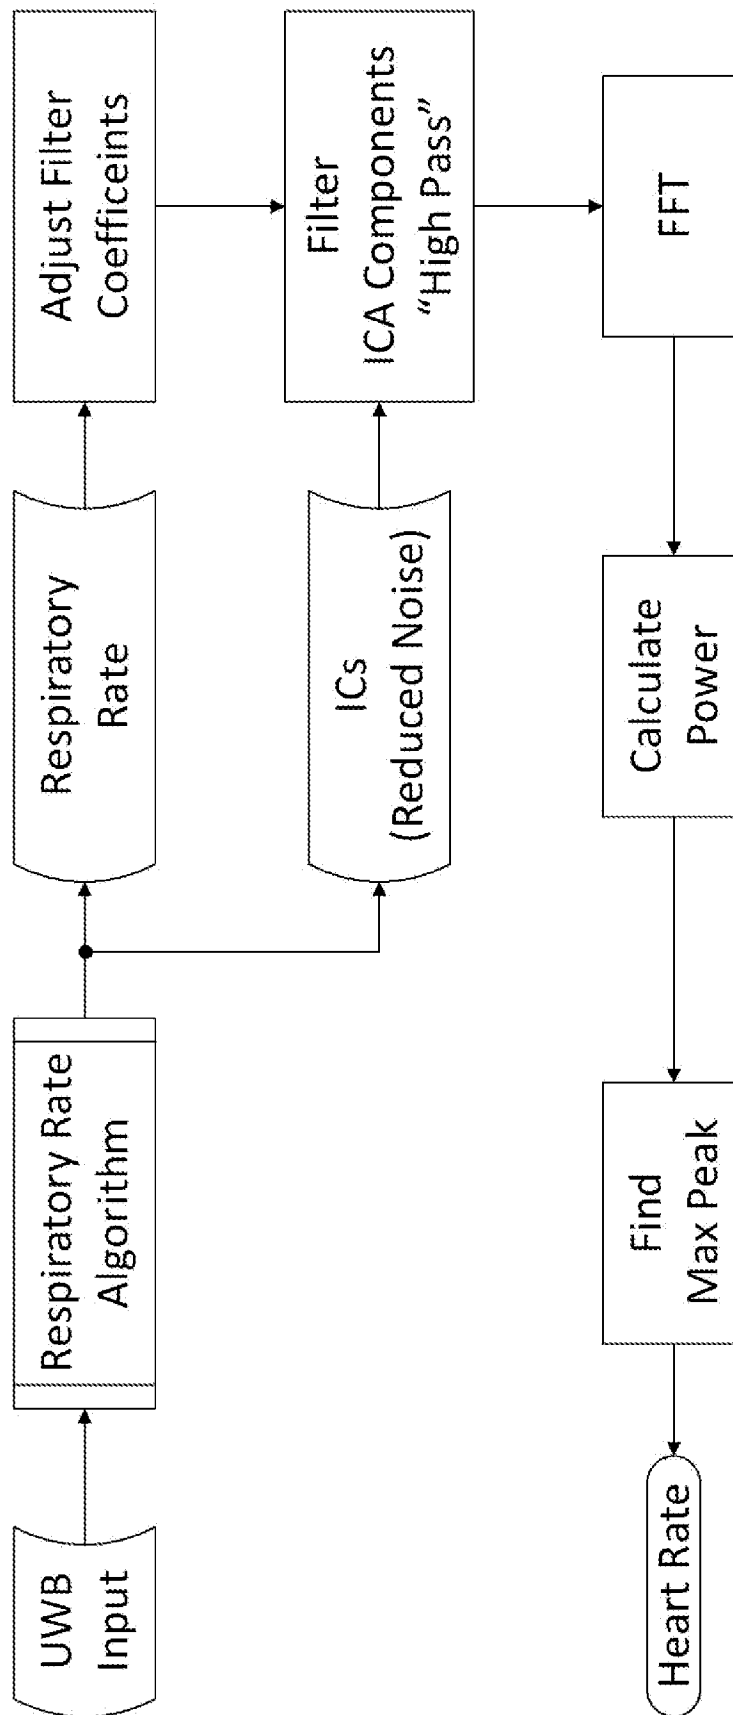 UWB
Input
Respiratory Rate
Algorithm
Respiratory
Rate
Adjust Filter
Coefficeints
ICs
(Reduced Noise)
Filter
ICA Components
“High Pass”
FFT
Calculate
Power
Find
Max Peak
Heart Rate